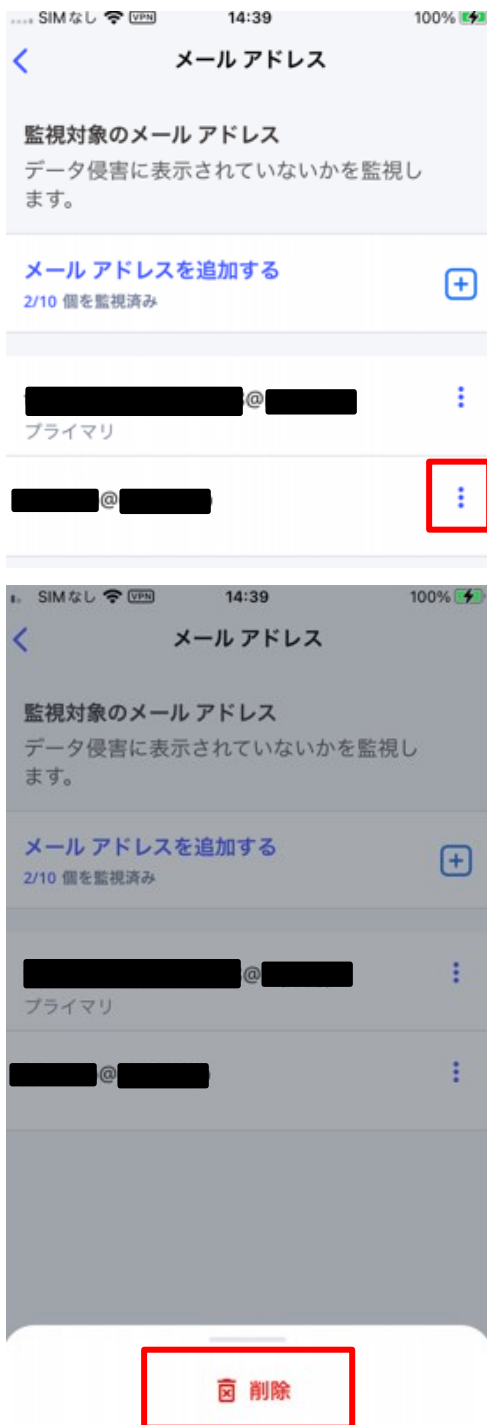 SIMなし VPN 14:39 100%
メール アドレス
監視対象のメール アドレス
データ侵害に表示されていないかを監視し
ます。
メール アドレスを追加する
2/10 個を監視済み
@
プライマリ
@
SIMなし VPN 14:39 100%
メール アドレス
監視対象のメール アドレス
データ侵害に表示されていないかを監視し
ます。
メール アドレスを追加する
2/10 個を監視済み
@
プライマリ
@
削除